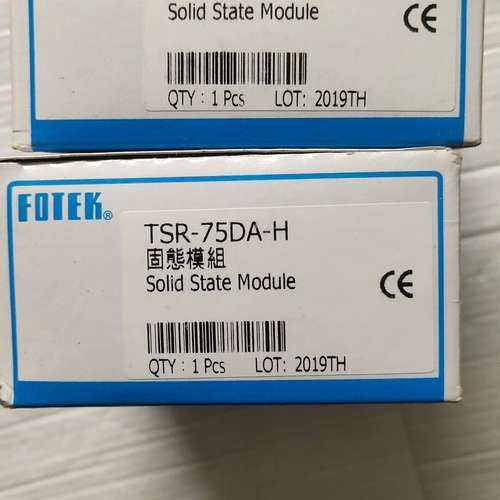 Solid State Module
CE
QTY : 1 Pcs LOT: 2019TH
FOTEK®
TSR-75DA-H
固態模組
Solid State Module
CE
QTY : 1 Pcs LOT: 2019TH